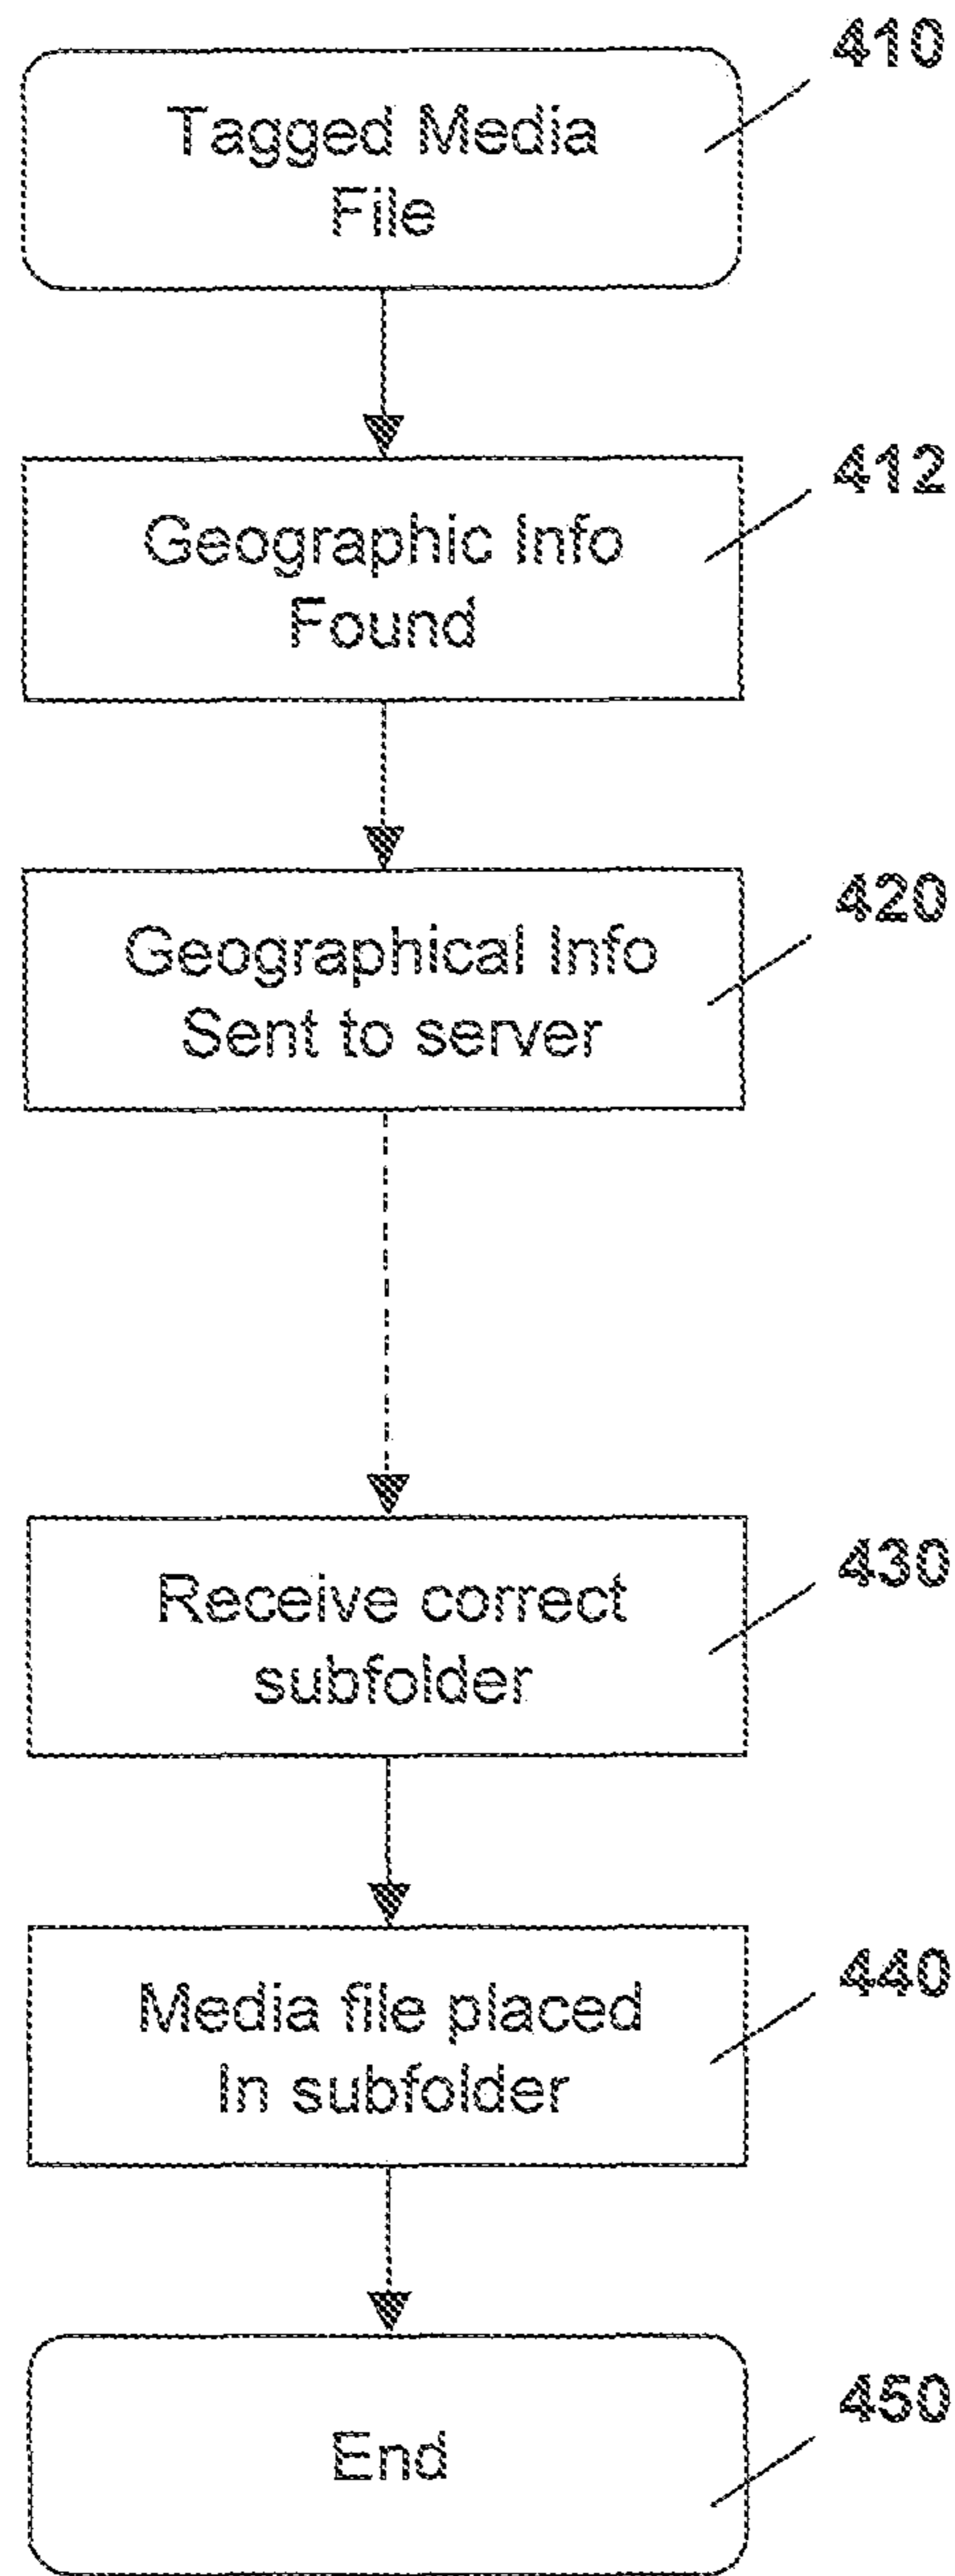 410
Tagged Media
File
412
Geographic Info
Found
420
Geographical Info
Sent to server
430
Receive correct
subfolder
440
Media file placed
In subfolder
450
End